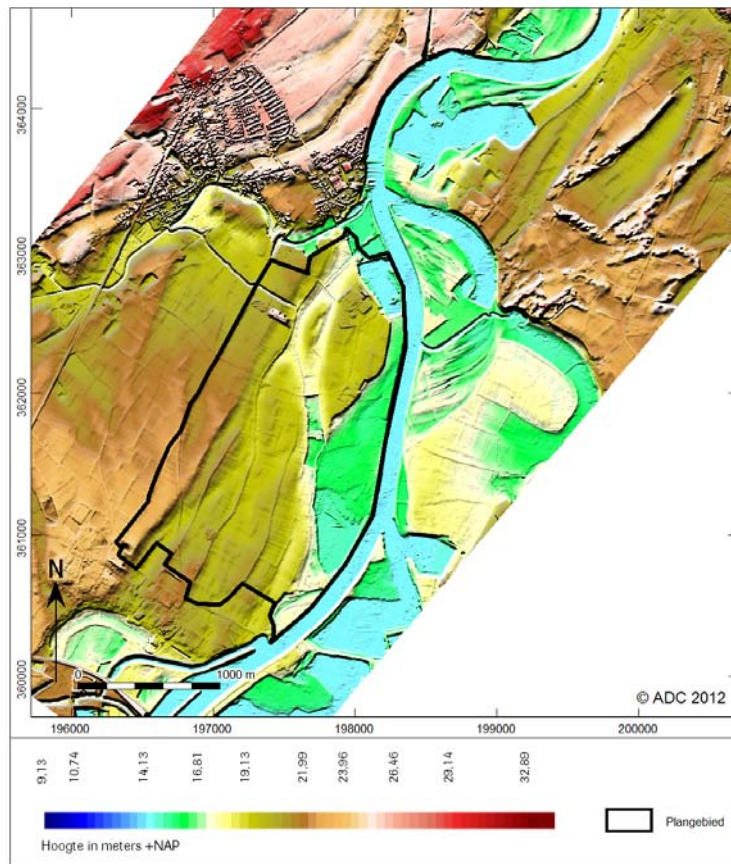 364000
363000
362000
361000
360000
N
0 1000 m
© ADC 2012
196000 197000 198000 199000 200000
9,13 10,74 14,13 16,81 19,13 21,99 23,96 26,46 29,14 32,89
Plangebied
Hoogte in meters +NAP